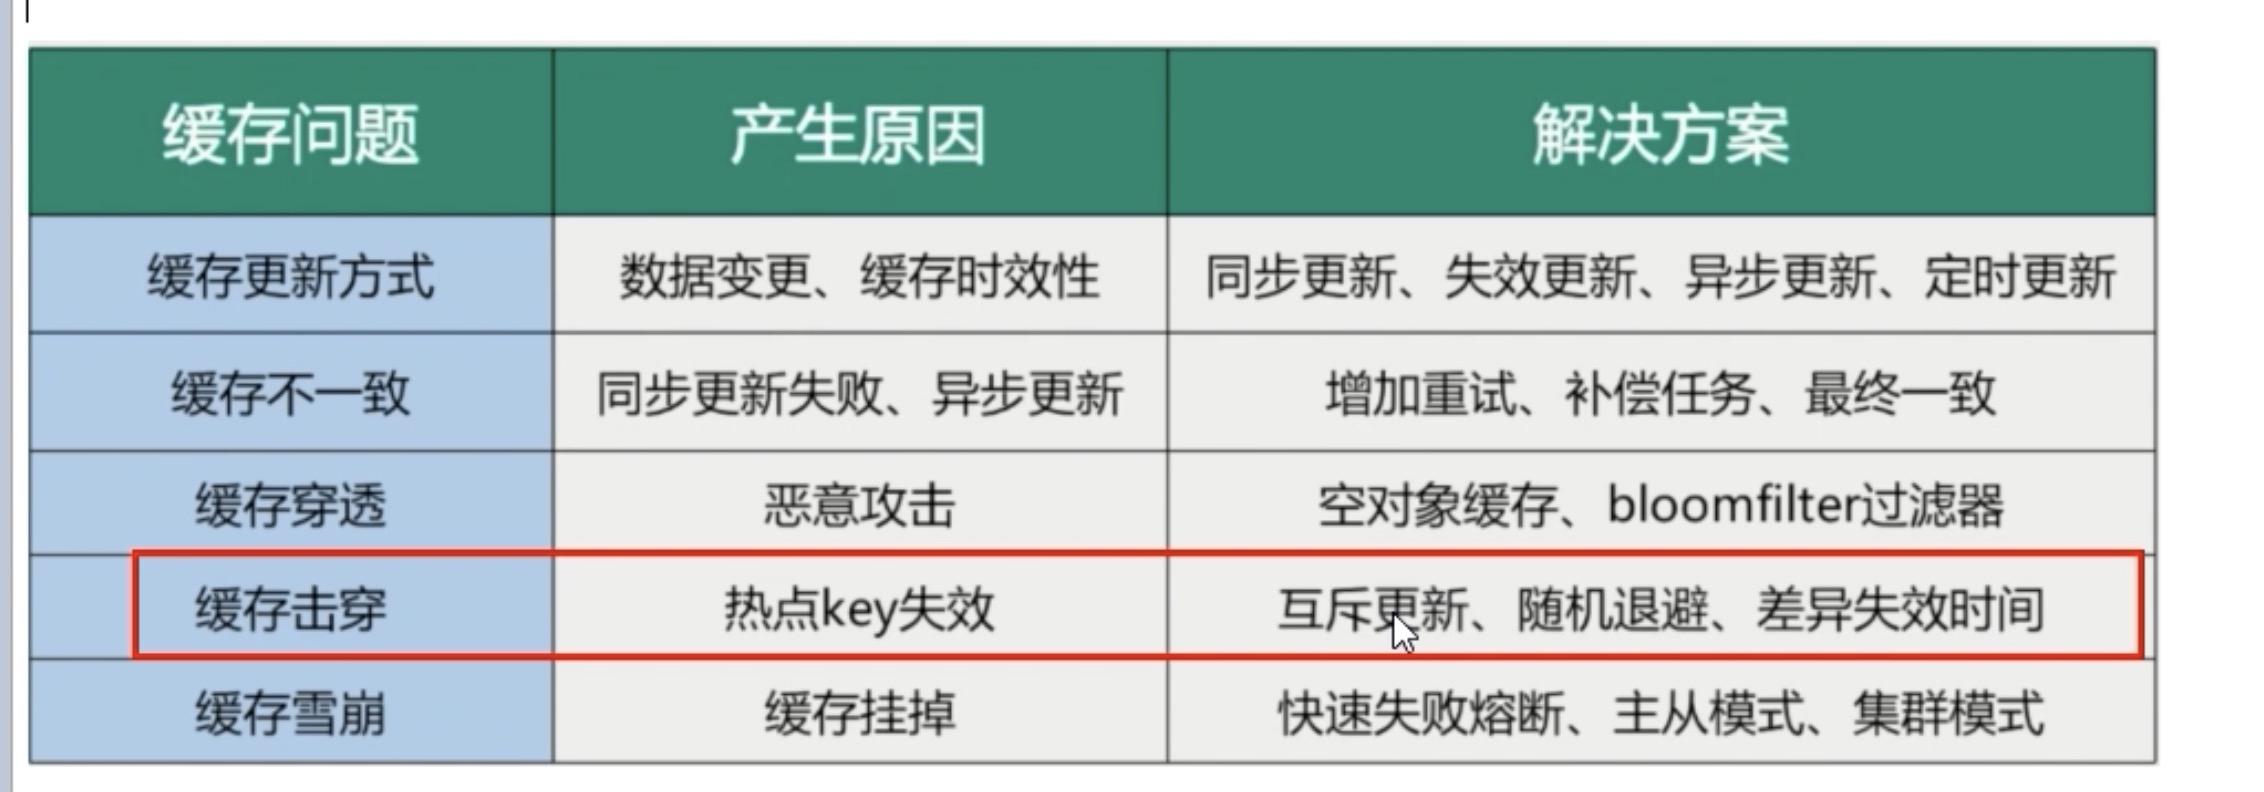 缓存问题 产生原因 解决方案
缓存更新方式 数据变更、缓存时效性 同步更新、失效更新、异步更新、定时更新
缓存不一致 同步更新失败、异步更新 增加重试、补偿任务、最终一致
缓存穿透 恶意攻击 空对象缓存、bloomfilter过滤器
缓存击穿 热点key失效 互斥更新、随机退避、差异失效时间
缓存雪崩 缓存挂掉 快速失败熔断、主从模式、集群模式